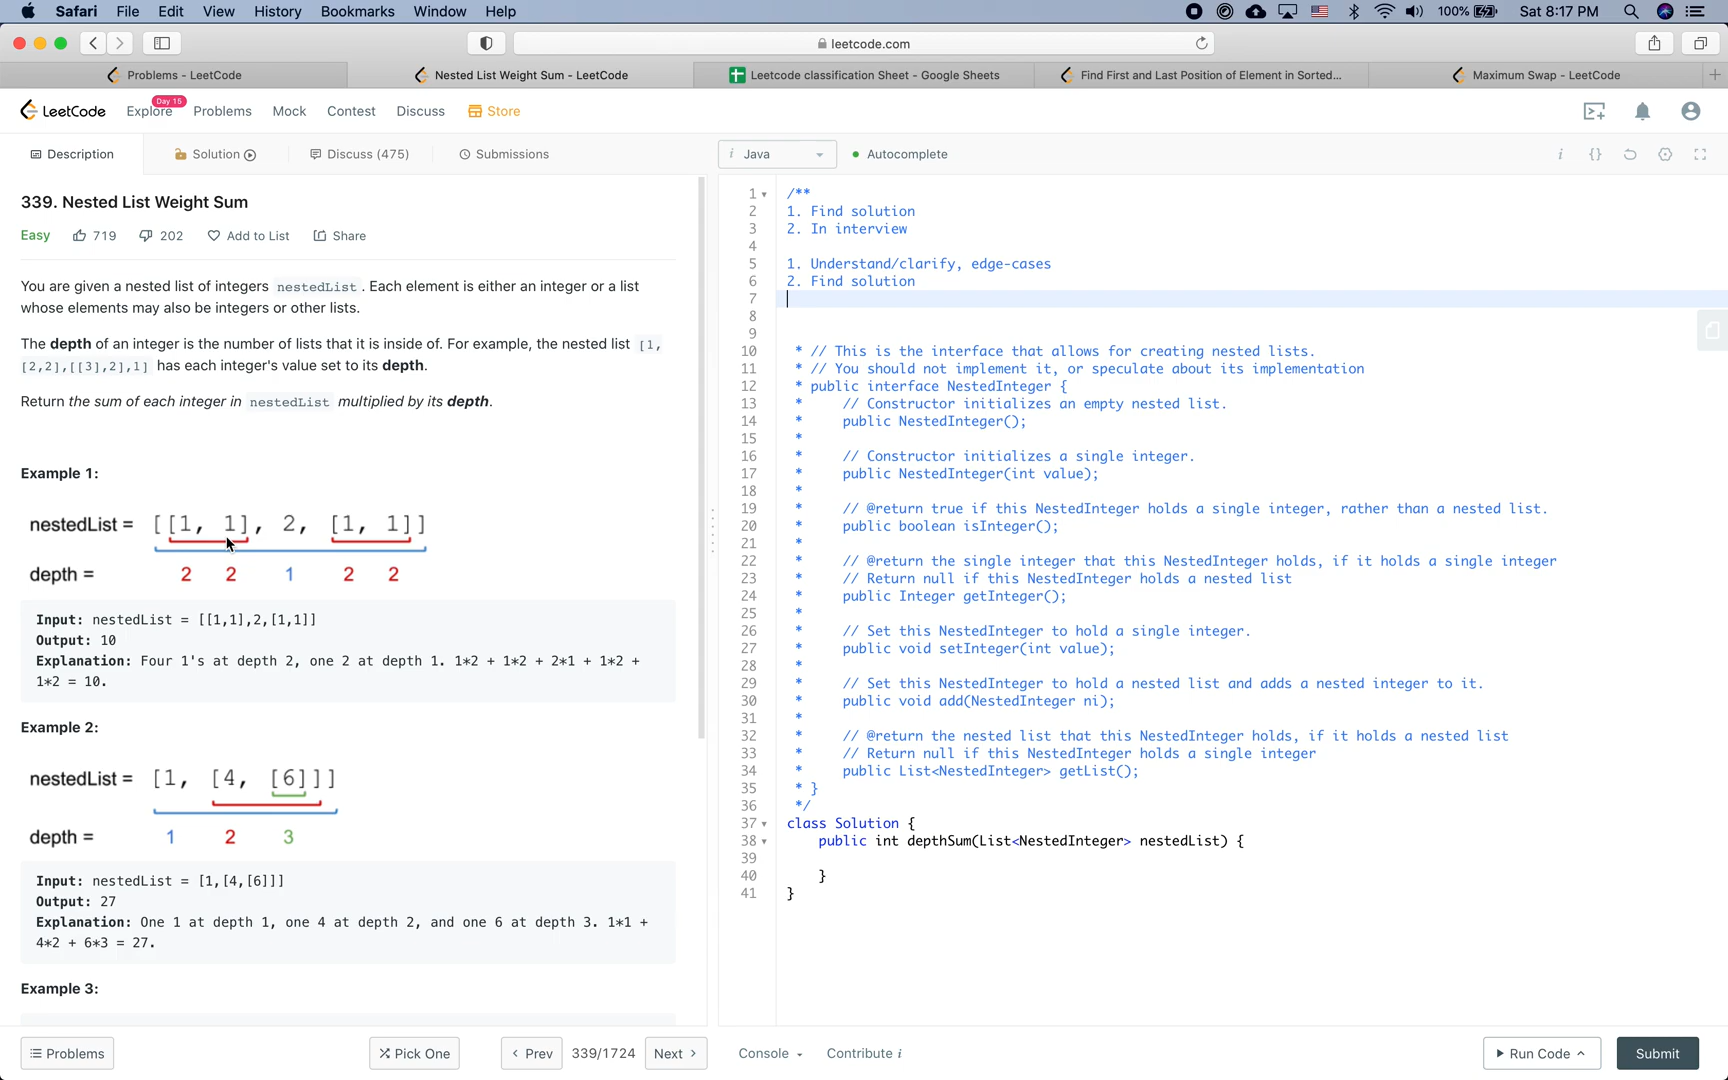 Safari File Edit View History Bookmarks Window Help 100% Sat 8:17 PM
leetcode.com
Problems - LeetCode Nested List Weight Sum - LeetCode Leetcode classification Sheet - Google Sheets Find First and Last Position of Element in Sorted... Maximum Swap - LeetCode
LeetCode Explore Day 15 Problems Mock Contest Discuss Store
Description Solution Discuss (475) Submissions
i Java Autocomplete i {}
339. Nested List Weight Sum
Easy 719 202 Add to List Share
You are given a nested list of integers nestedList . Each element is either an integer or a list
whose elements may also be integers or other lists.
The depth of an integer is the number of lists that it is inside of. For example, the nested list [1,
[2,2],[[3],2],1] has each integer's value set to its depth.
Return the sum of each integer in nestedList multiplied by its depth.
Example 1:
nestedList = [[1, 1], 2, [1, 1]]
depth = 2 2 1 2 2
Input: nestedList = [[1,1],2,[1,1]]
Output: 10
Explanation: Four 1's at depth 2, one 2 at depth 1. 1*2 + 1*2 + 2*1 + 1*2 +
1*2 = 10.
Example 2:
nestedList = [1, [4, [6]]]
depth = 1 2 3
Input: nestedList = [1,[4,[6]]]
Output: 27
Explanation: One 1 at depth 1, one 4 at depth 2, and one 6 at depth 3. 1*1 +
4*2 + 6*3 = 27.
Example 3:
1 /**
2 1. Find solution
3 2. In interview
4
5 1. Understand/clarify, edge-cases
6 2. Find solution
7
8
9
10 * // This is the interface that allows for creating nested lists.
11 * // You should not implement it, or speculate about its implementation
12 * public interface NestedInteger {
13 * // Constructor initializes an empty nested list.
14 * public NestedInteger();
15 *
16 * // Constructor initializes a single integer.
17 * public NestedInteger(int value);
18 *
19 * // @return true if this NestedInteger holds a single integer, rather than a nested list.
20 * public boolean isInteger();
21 *
22 * // @return the single integer that this NestedInteger holds, if it holds a single integer
23 * // Return null if this NestedInteger holds a nested list
24 * public Integer getInteger();
25 *
26 * // Set this NestedInteger to hold a single integer.
27 * public void setInteger(int value);
28 *
29 * // Set this NestedInteger to hold a nested list and adds a nested integer to it.
30 * public void add(NestedInteger ni);
31 *
32 * // @return the nested list that this NestedInteger holds, if it holds a nested list
33 * // Return null if this NestedInteger holds a single integer
34 * public List<NestedInteger> getList();
35 * }
36 */
37 class Solution {
38 public int depthSum(List<NestedInteger> nestedList) {
39
40 }
41 }
Problems Pick One < Prev 339/1724 Next > Console Contribute i Run Code Submit